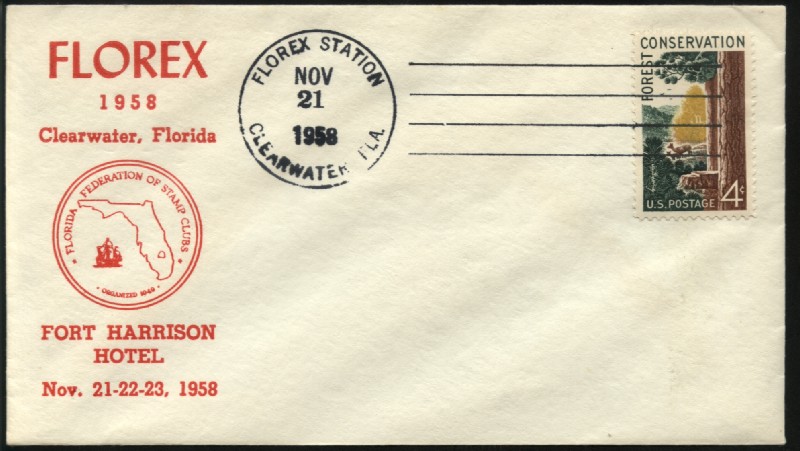 FLOREX
1958
Clearwater, Florida
FLORIDA FEDERATION OF STAMP CLUBS
ORGANIZED 1949
FORT HARRISON
HOTEL
Nov. 21-22-23, 1958
FLOREX STATION
NOV
21
1958
CLEARWATER FLA.
FOREST
CONSERVATION
U.S. POSTAGE 4¢